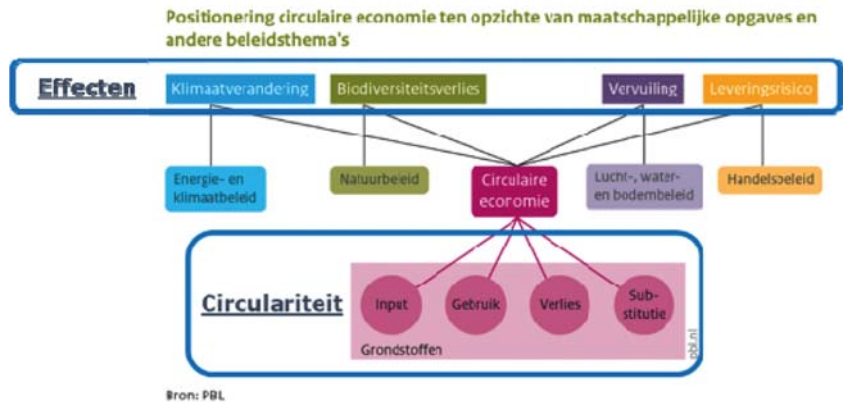 Positionering circulaire economie ten opzichte van maatschappelijke opgaves en
andere beleidsthema's
Effecten
Klimaatverandering
Biodiversiteitsverlies
Vervuiling
Leveringsrisico
Energie- en
klimaatbeleid
Natuurbeleid
Circulaire
economie
Lucht-, water-
en bodembeleid
Handelsbeleid
Circulariteit
Input
Gebruik
Verlies
Sub-
stitutie
Grondstoffen
pbl.nl
Bron: PBL